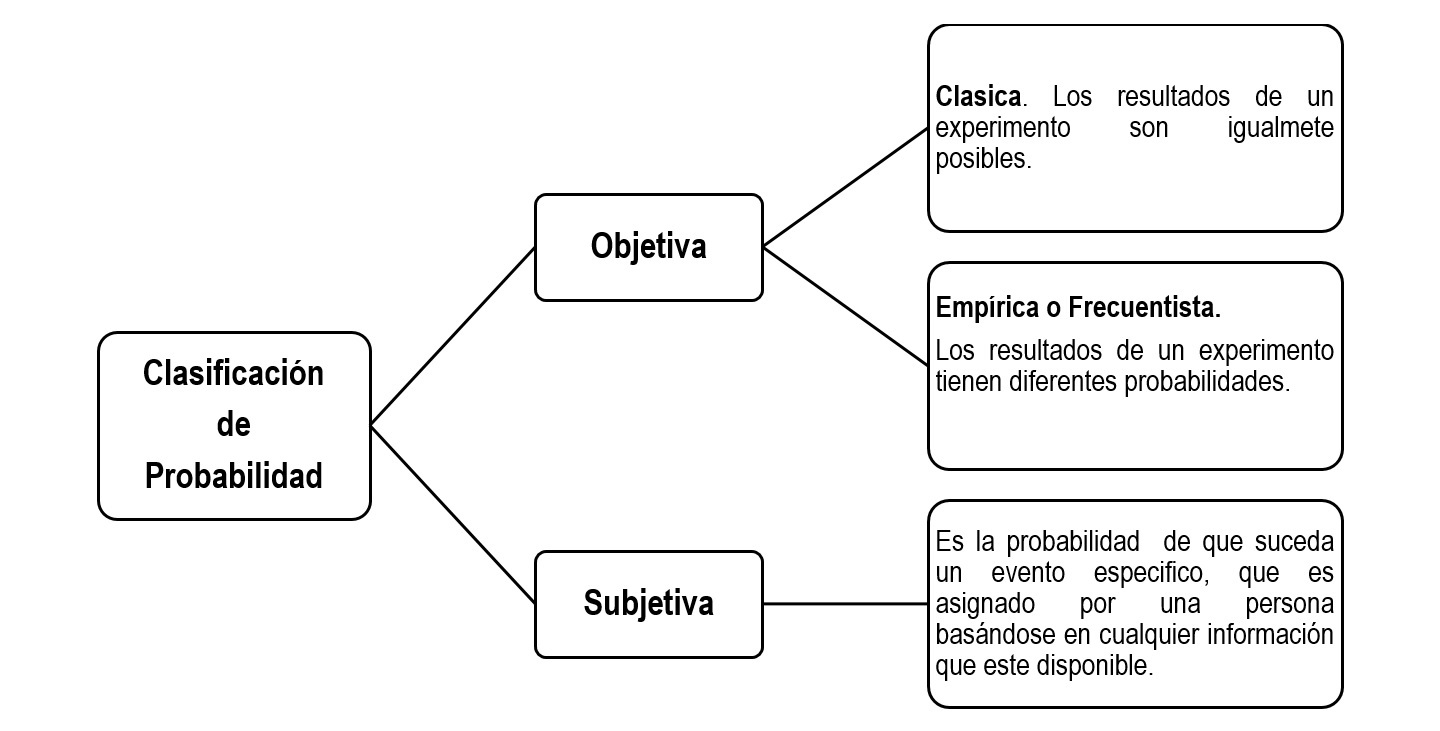 Clasificación
de
Probabilidad
Objetiva
Clasica. Los resultados de un
experimento son igualmete
posibles.
Empírica o Frecuentista.
Los resultados de un experimento
tienen diferentes probabilidades.
Subjetiva
Es la probabilidad de que suceda
un evento especifico, que es
asignado por una persona
basándose en cualquier información
que este disponible.